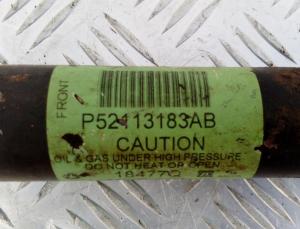 FRONT
P52113183AB
CAUTION
OIL & GAS UNDER HIGH PRESSURE
DO NOT HEAT OR OPEN